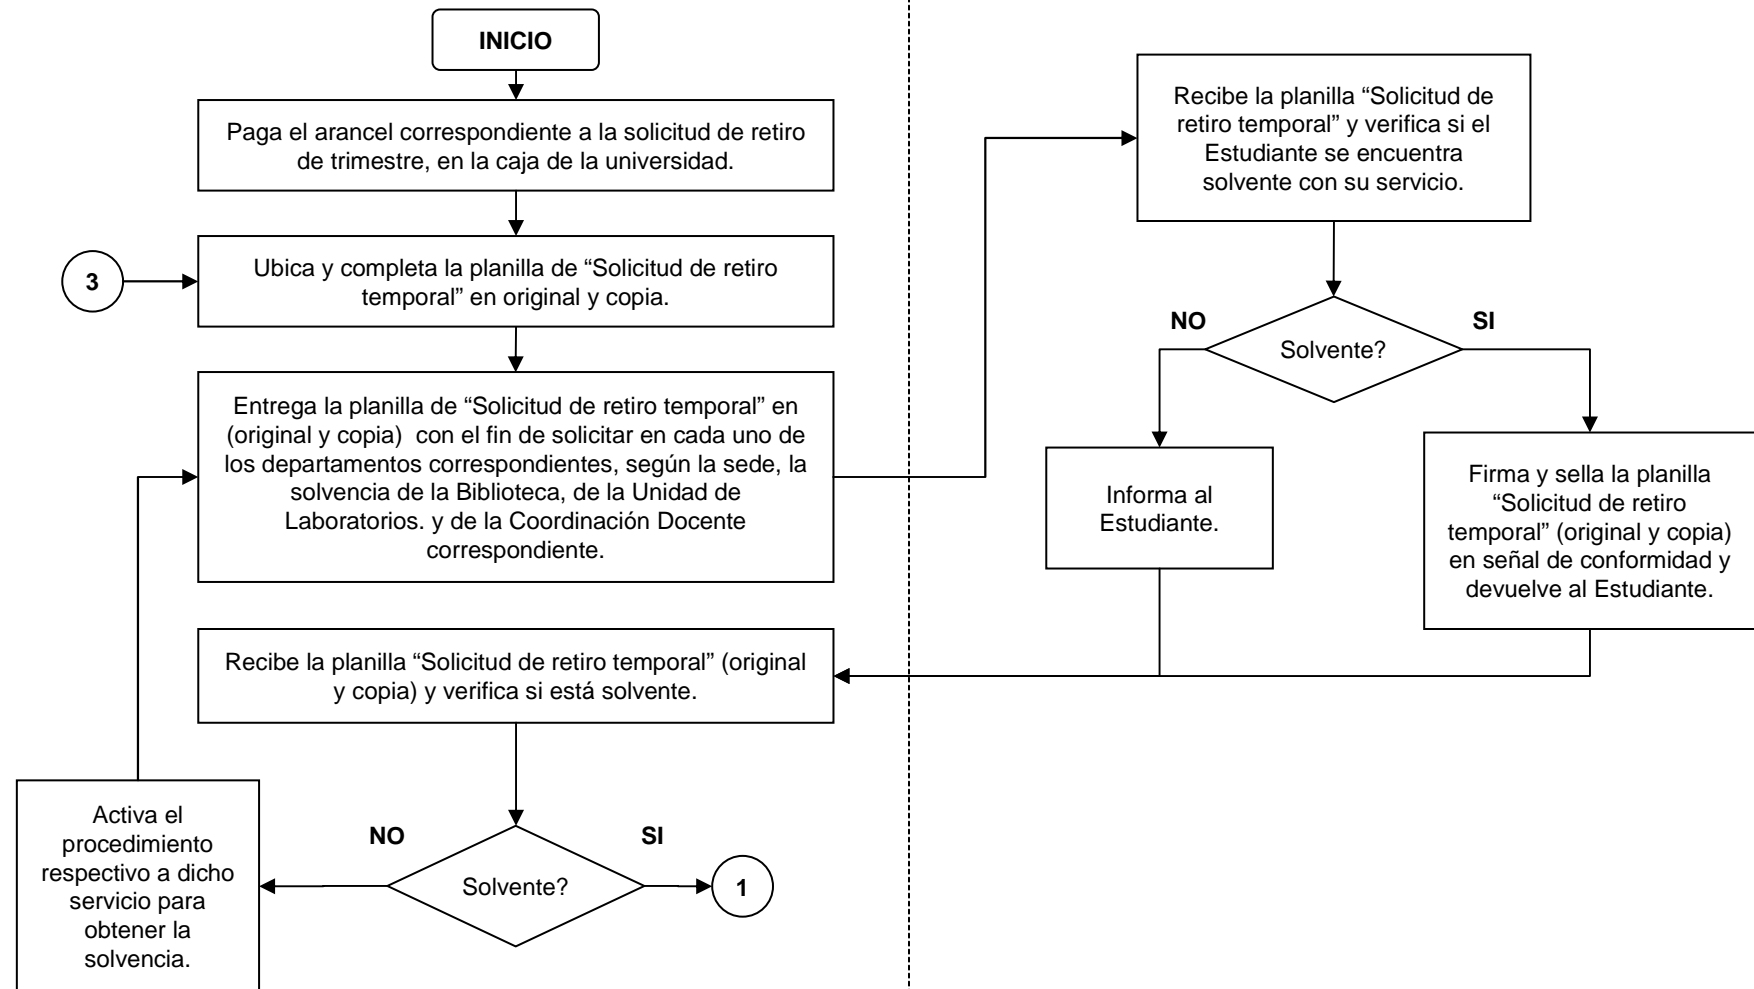 INICIO
Paga el arancel correspondiente a la solicitud de retiro
de trimestre, en la caja de la universidad.
3
Ubica y completa la planilla de “Solicitud de retiro
temporal” en original y copia.
Entrega la planilla de “Solicitud de retiro temporal” en
(original y copia)  con el fin de solicitar en cada uno de
los departamentos correspondientes, según la sede, la
solvencia de la Biblioteca, de la Unidad de
Laboratorios. y de la Coordinación Docente
correspondiente.
Recibe la planilla “Solicitud de
retiro temporal” y verifica si el
Estudiante se encuentra
solvente con su servicio.
NO
SI
Solvente?
Informa al
Estudiante.
Firma y sella la planilla
“Solicitud de retiro
temporal” (original y copia)
en señal de conformidad y
devuelve al Estudiante.
Recibe la planilla “Solicitud de retiro temporal” (original
y copia) y verifica si está solvente.
NO
SI
Solvente?
1
Activa el
procedimiento
respectivo a dicho
servicio para
obtener la
solvencia.